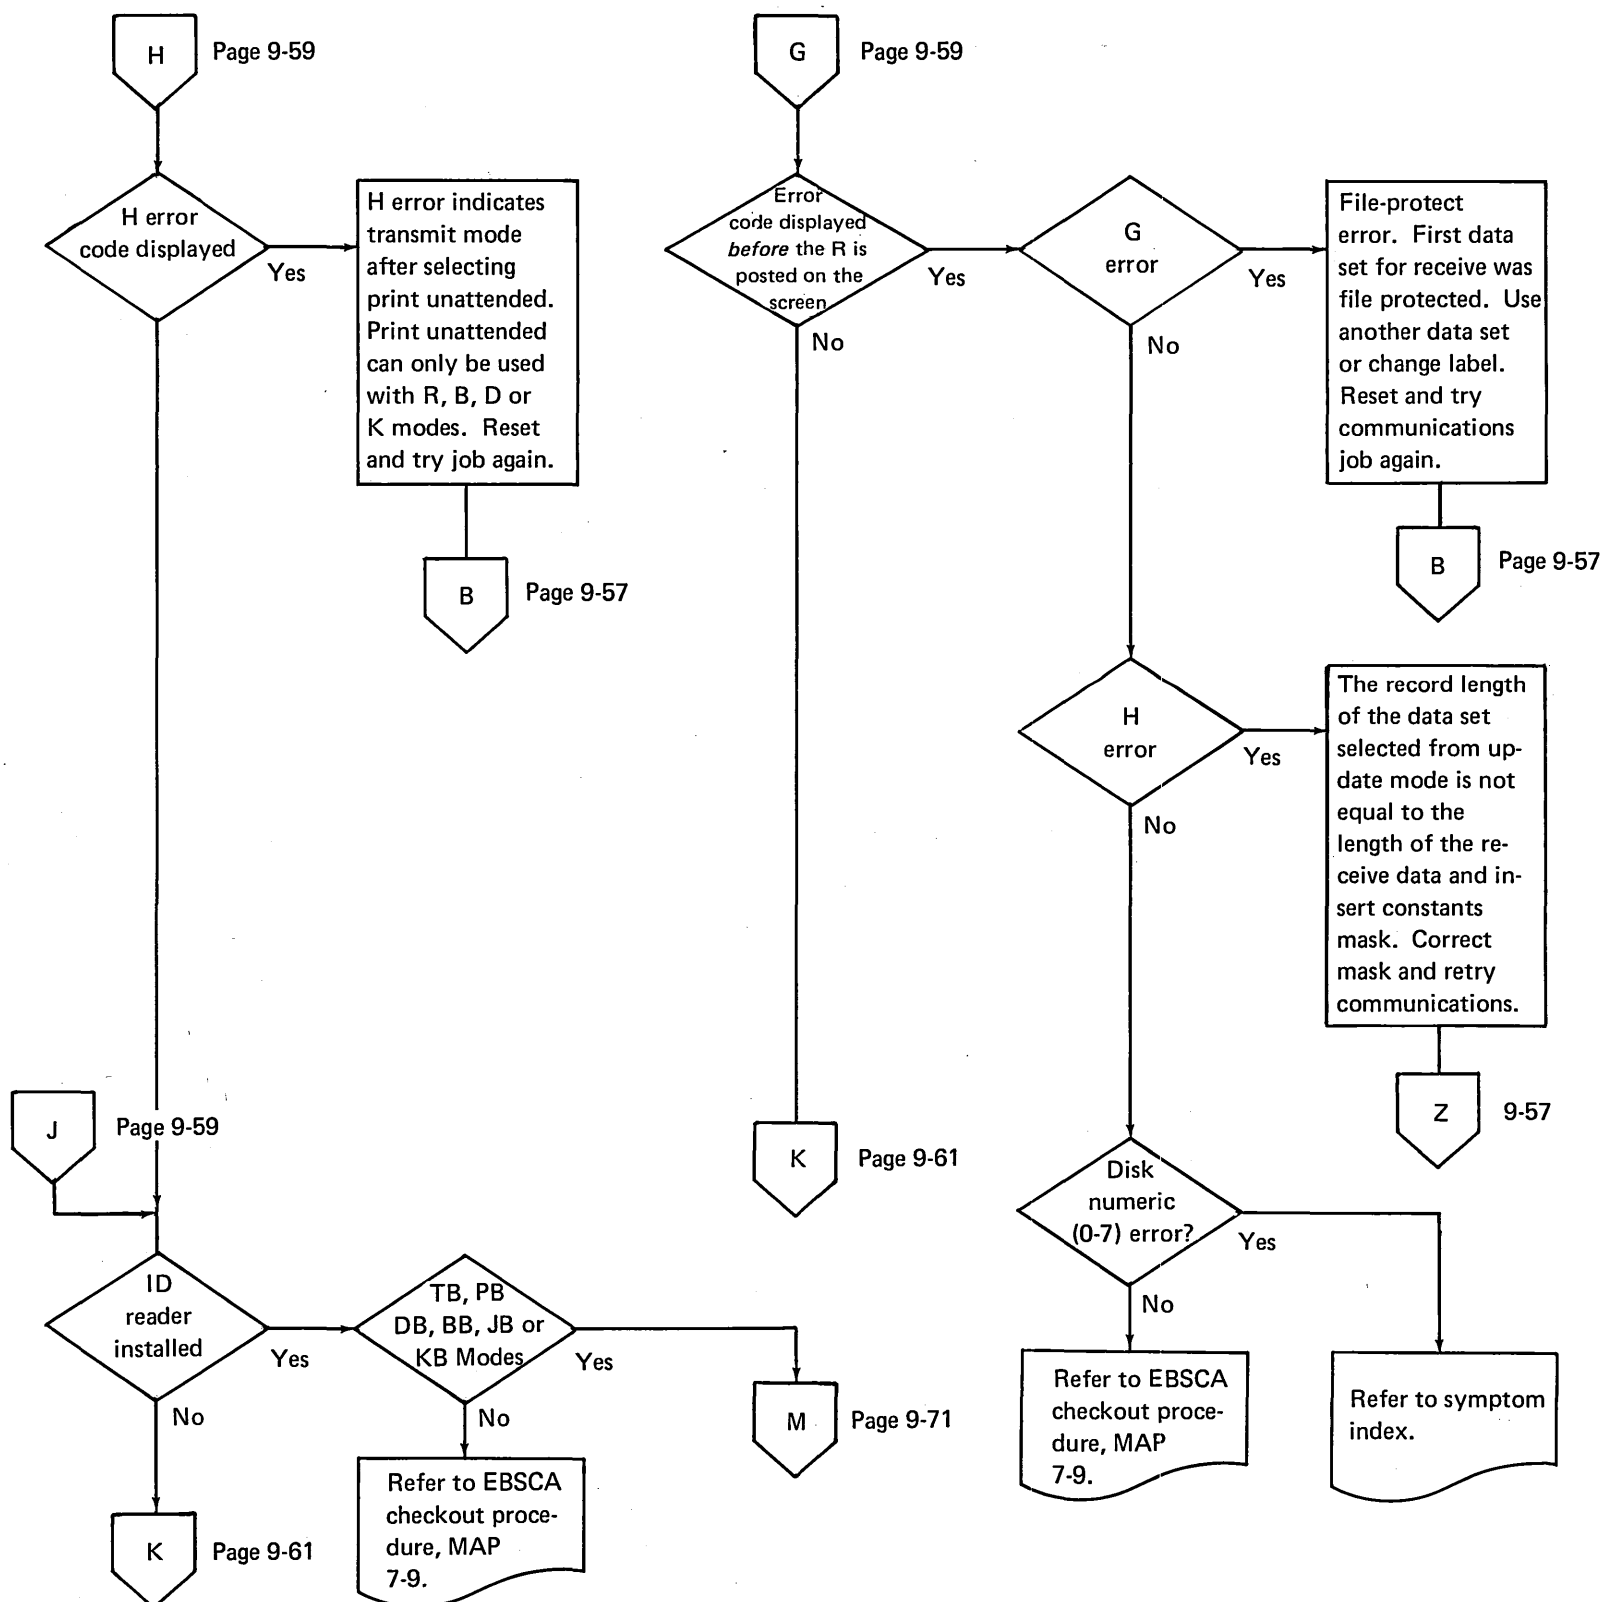 H
Page 9-59
H error
code displayed
Yes
H error indicates
transmit mode
after selecting
print unattended.
Print unattended
can only be used
with R, B, D or
K modes. Reset
and try job again.
B
Page 9-57
J
Page 9-59
ID
reader
installed
Yes
No
K
Page 9-61
TB, PB
DB, BB, JB or
KB Modes
Yes
No
Refer to EBSCA
checkout proce-
dure, MAP
7-9.
M
Page 9-71
G
Page 9-59
Error
code displayed
before the R is
posted on the
screen
Yes
No
K
Page 9-61
G
error
Yes
No
File-protect
error. First data
set for receive was
file protected. Use
another data set
or change label.
Reset and try
communications
job again.
B
Page 9-57
H
error
Yes
No
The record length
of the data set
selected from up-
date mode is not
equal to the
length of the re-
ceive data and in-
sert constants
mask. Correct
mask and retry
communications.
Z
9-57
Disk
numeric
(0-7) error?
Yes
No
Refer to EBSCA
checkout proce-
dure, MAP
7-9.
Refer to symptom
index.